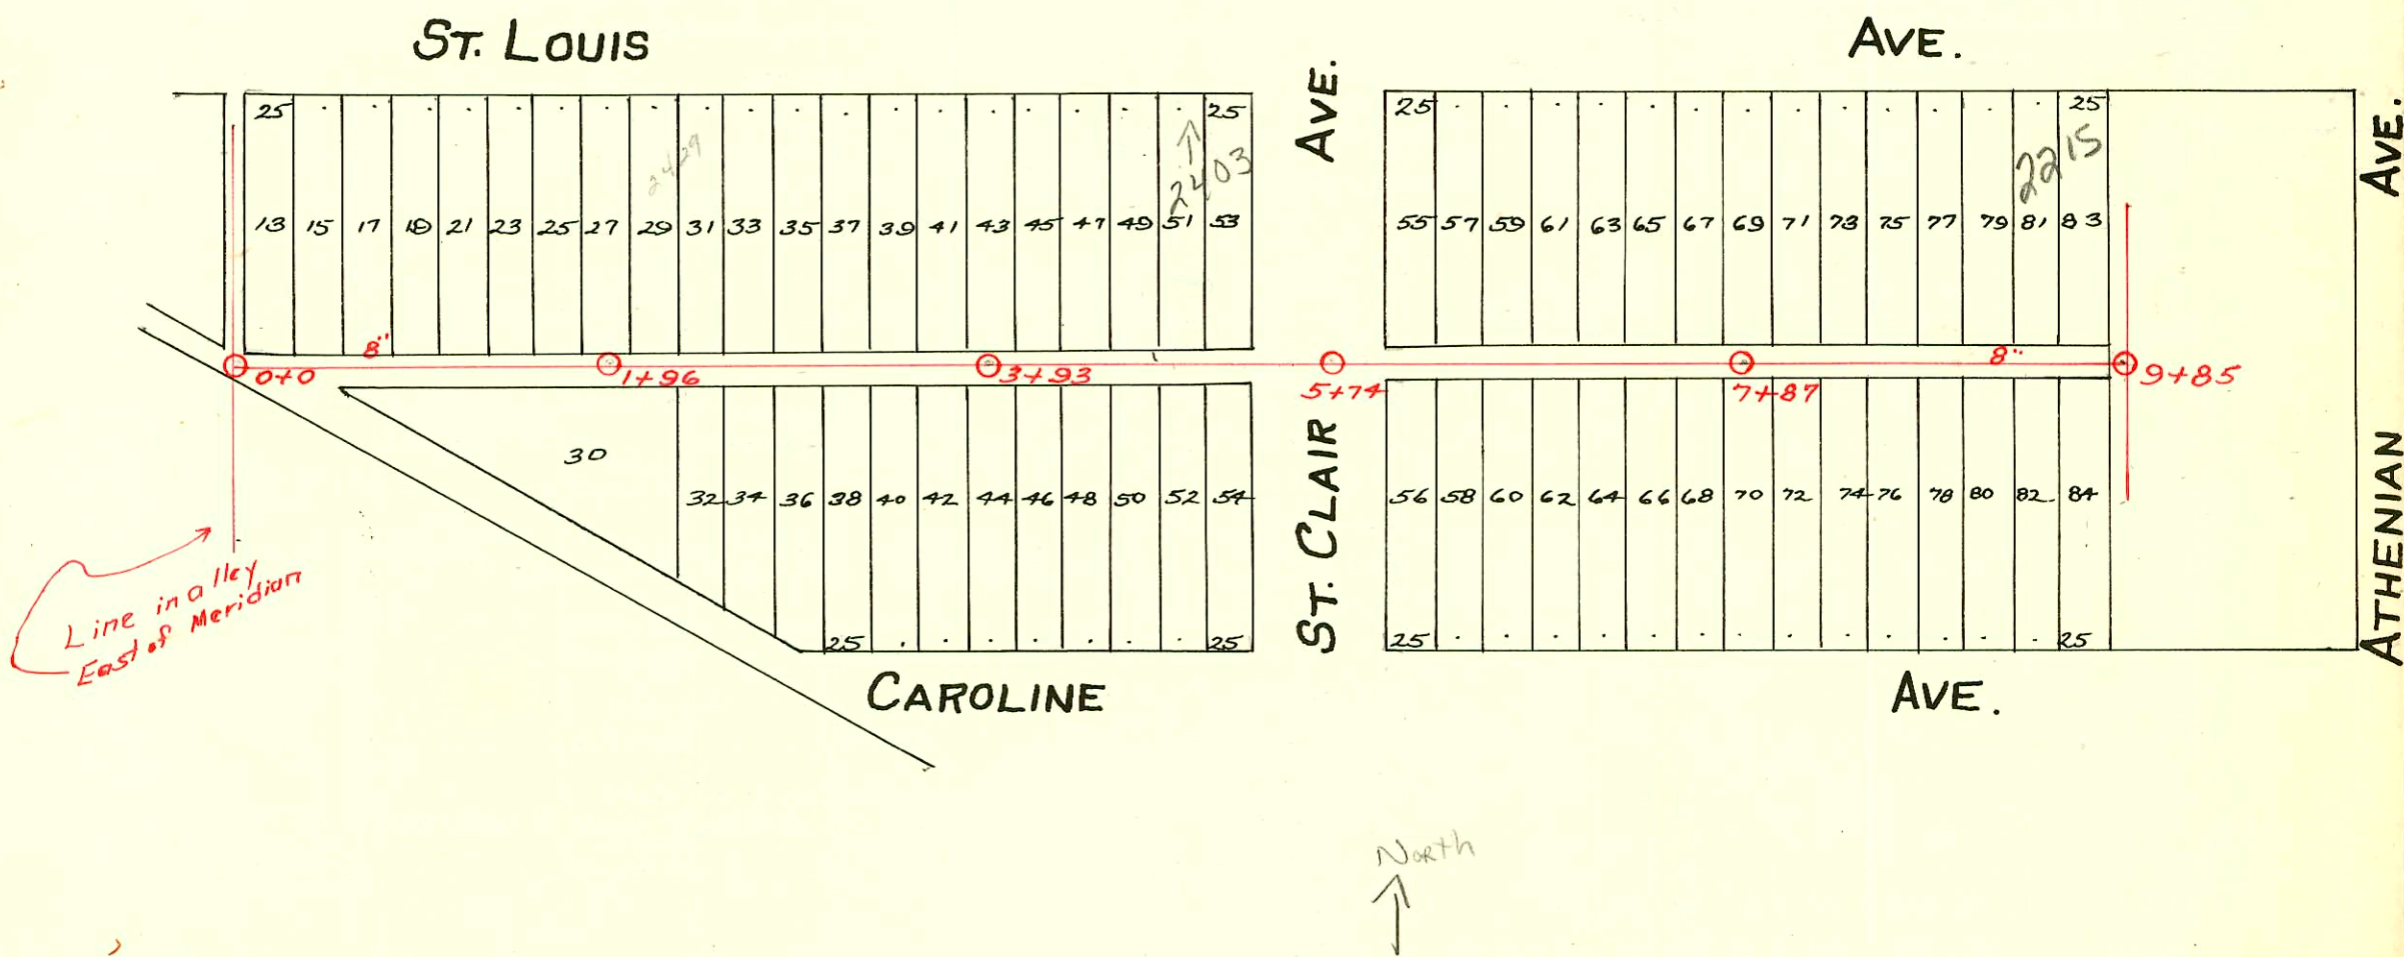 ST. LOUIS AVE.
AVE.
AVE.
25 25 25 25
2429
2403
2215
13 15 17 19 21 23 25 27 29 31 33 35 37 39 41 43 45 47 49 51 53 55 57 59 61 63 65 67 69 71 73 75 77 79 81 83
8"
8"
0+0 1+96 3+93 5+74 7+87 9+85
ST. CLAIR
ATHENIAN
30
32 34 36 38 40 42 44 46 48 50 52 54 56 58 60 62 64 66 68 70 72 74 76 78 80 82 84
Line in alley
East of Meridian
25 25 25 25
CAROLINE AVE.
North